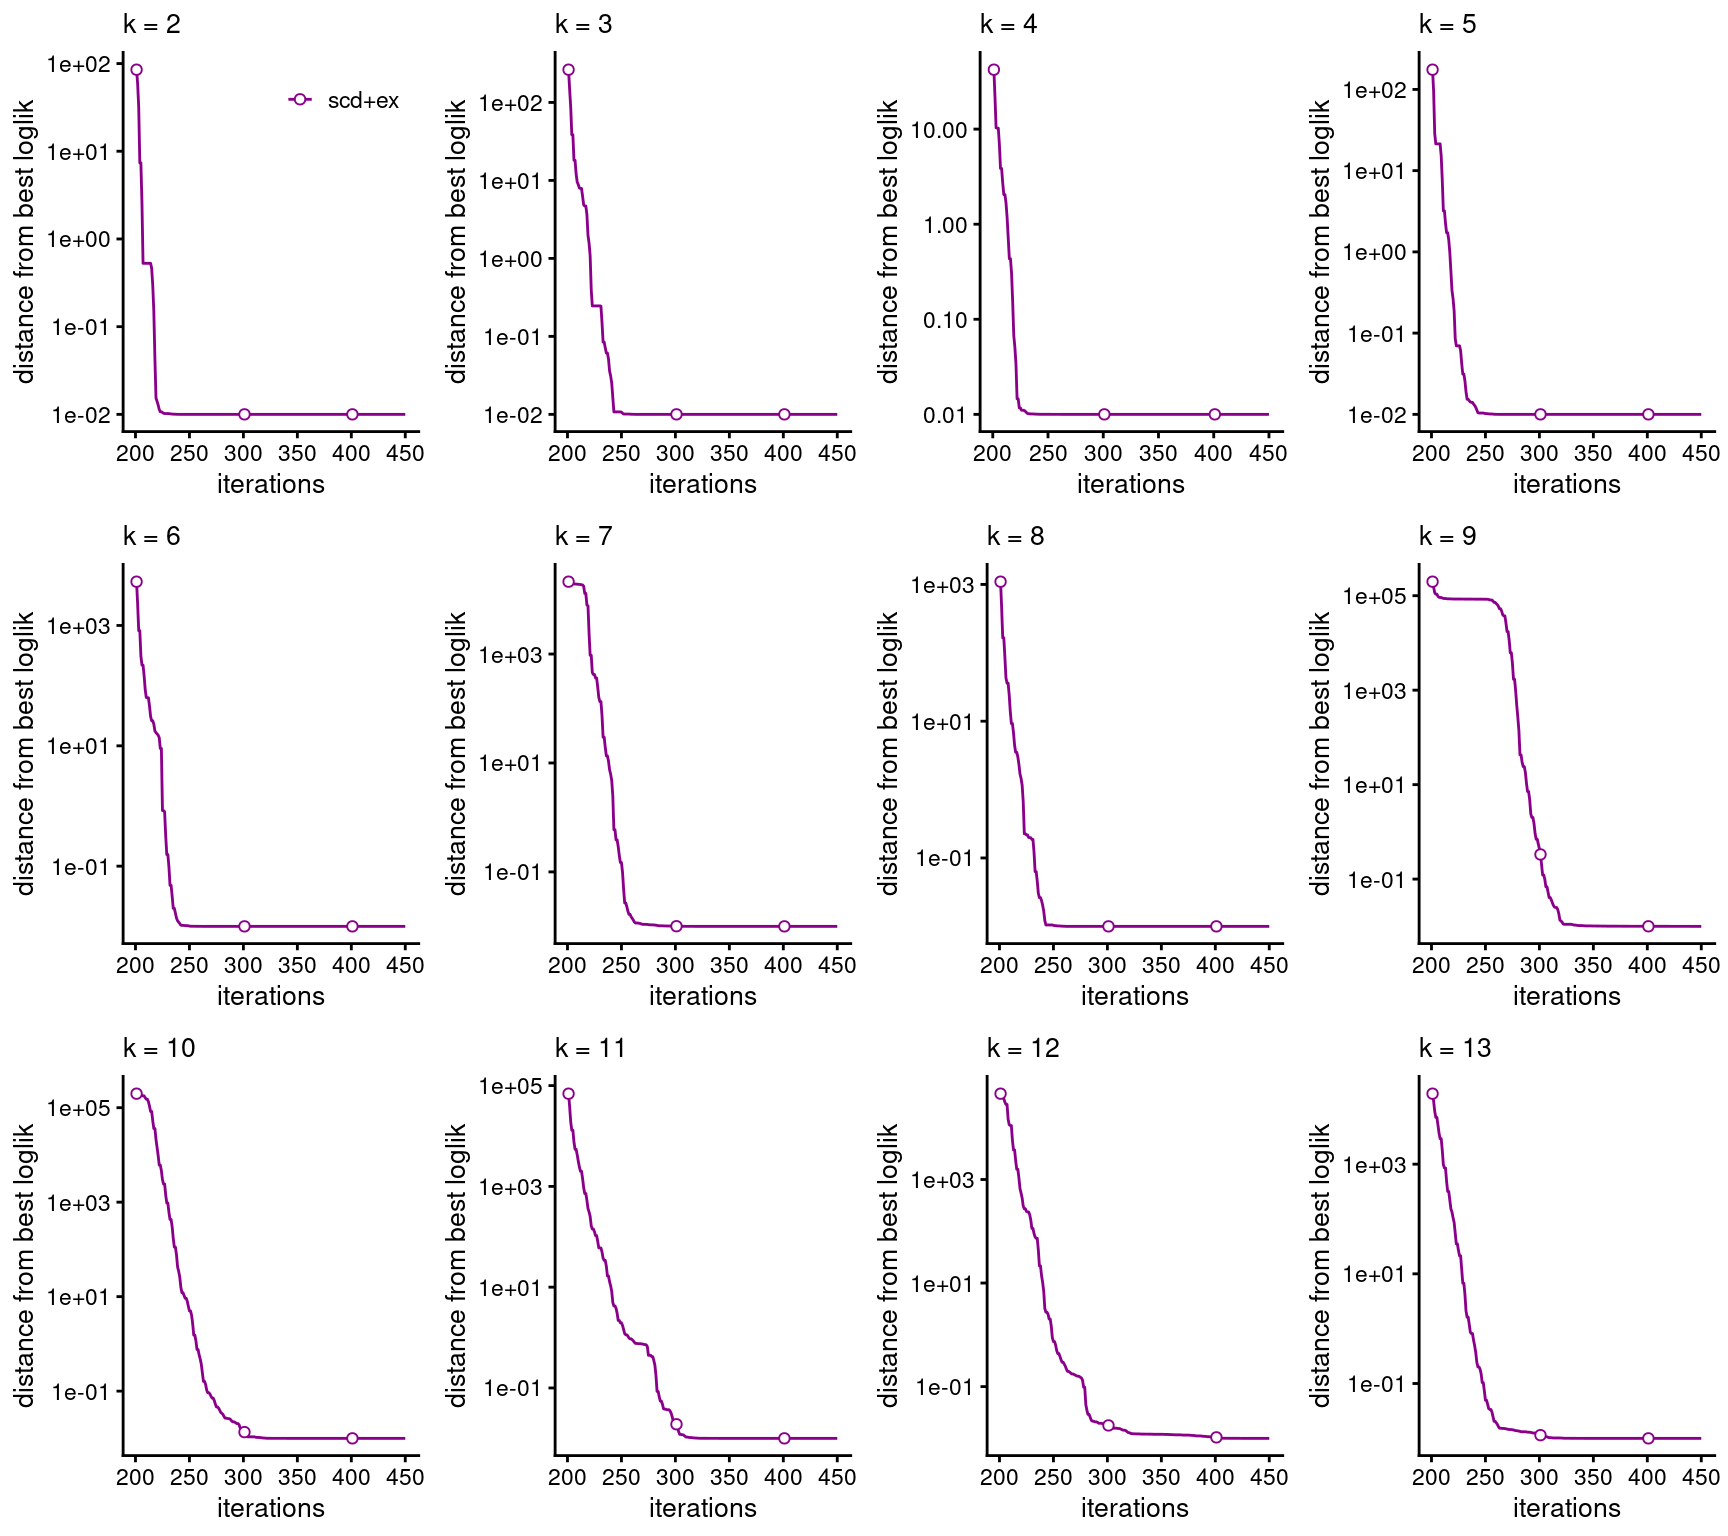 k = 2
k = 3
k = 4
k = 5
distance from best loglik
1e+02
1e+01
1e+00
1e-01
1e-02
scd+ex
200 250 300 350 400 450
iterations
distance from best loglik
1e+02
1e+01
1e+00
1e-01
1e-02
200 250 300 350 400 450
iterations
distance from best loglik
10.00
1.00
0.10
0.01
200 250 300 350 400 450
iterations
distance from best loglik
1e+02
1e+01
1e+00
1e-01
1e-02
200 250 300 350 400 450
iterations
k = 6
k = 7
k = 8
k = 9
distance from best loglik
1e+03
1e+01
1e-01
200 250 300 350 400 450
iterations
distance from best loglik
1e+03
1e+01
1e-01
200 250 300 350 400 450
iterations
distance from best loglik
1e+03
1e+01
1e-01
200 250 300 350 400 450
iterations
distance from best loglik
1e+05
1e+03
1e+01
1e-01
200 250 300 350 400 450
iterations
k = 10
k = 11
k = 12
k = 13
distance from best loglik
1e+05
1e+03
1e+01
1e-01
200 250 300 350 400 450
iterations
distance from best loglik
1e+05
1e+03
1e+01
1e-01
200 250 300 350 400 450
iterations
distance from best loglik
1e+03
1e+01
1e-01
200 250 300 350 400 450
iterations
distance from best loglik
1e+03
1e+01
1e-01
200 250 300 350 400 450
iterations